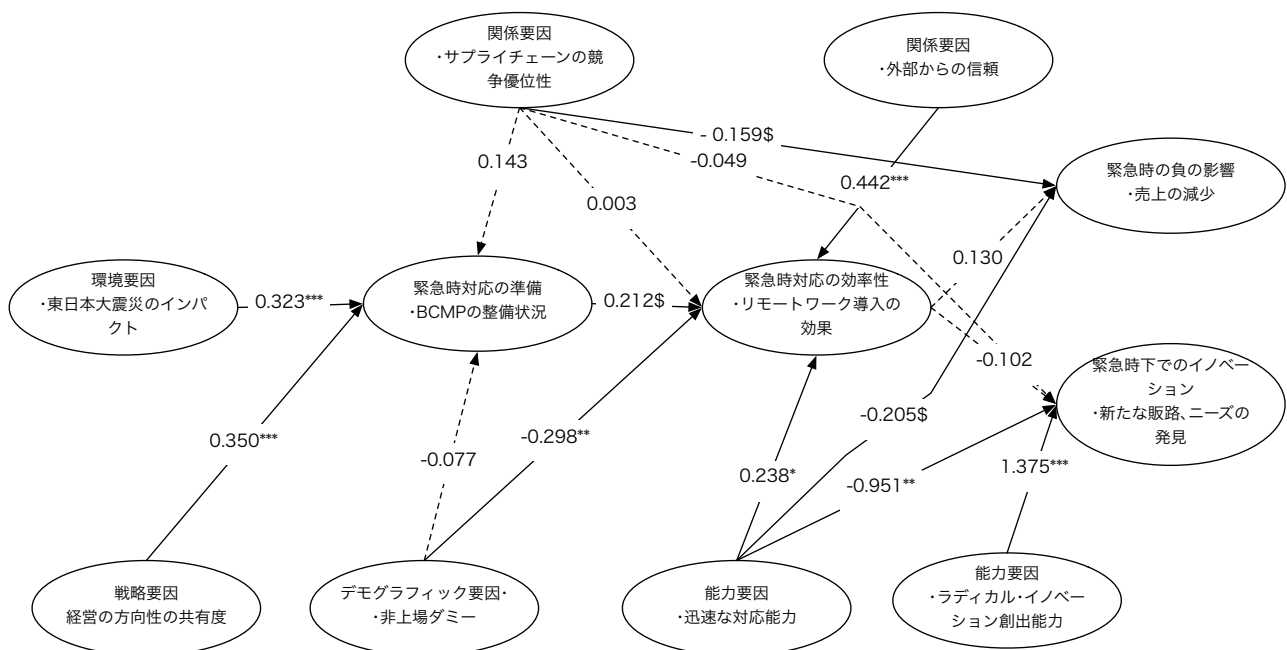 関係要因
・サプライチェーンの競
争優位性
関係要因
・外部からの信頼
- 0.159$
-0.049
0.143
0.442***
緊急時の負の影響
・売上の減少
0.003
0.130
環境要因
・東日本大震災のインパ
クト
0.323***
緊急時対応の準備
・BCMPの整備状況
0.212$
緊急時対応の効率性
・リモートワーク導入の
効果
-0.102
緊急時下でのイノベー
ション
・新たな販路、ニーズの
発見
-0.205$
0.350***
-0.298**
-0.077
0.238*
-0.951**
1.375***
戦略要因
経営の方向性の共有度
デモグラフィック要因・
・非上場ダミー
能力要因
・迅速な対応能力
能力要因
・ラディカル・イノベー
ション創出能力